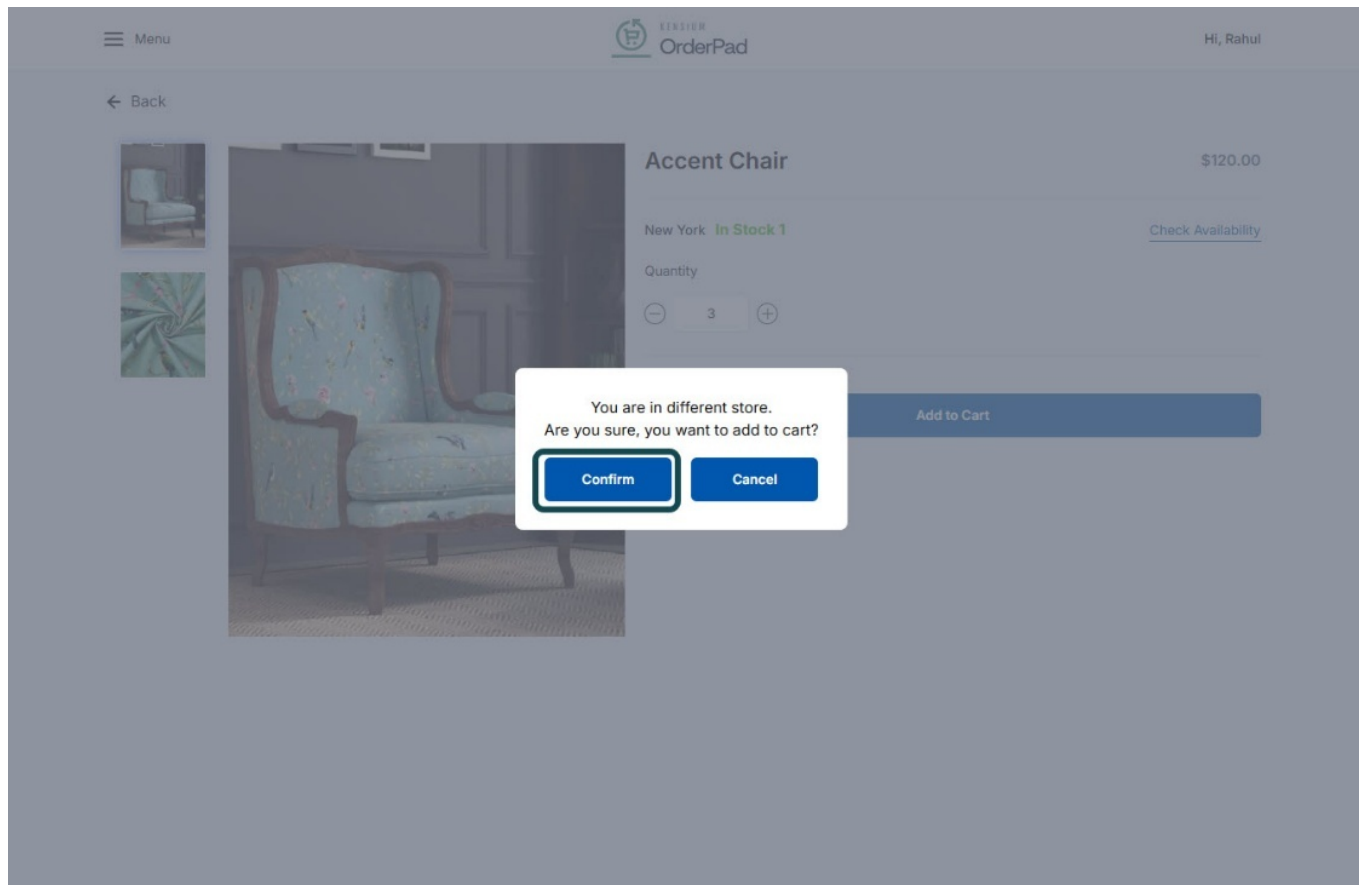 Menu
KENSIUM
OrderPad
Hi, Rahul
Back
Accent Chair
$120.00
New York In Stock 1
Check Availability
Quantity
3
You are in different store.
Are you sure, you want to add to cart?
Add to Cart
Confirm
Cancel